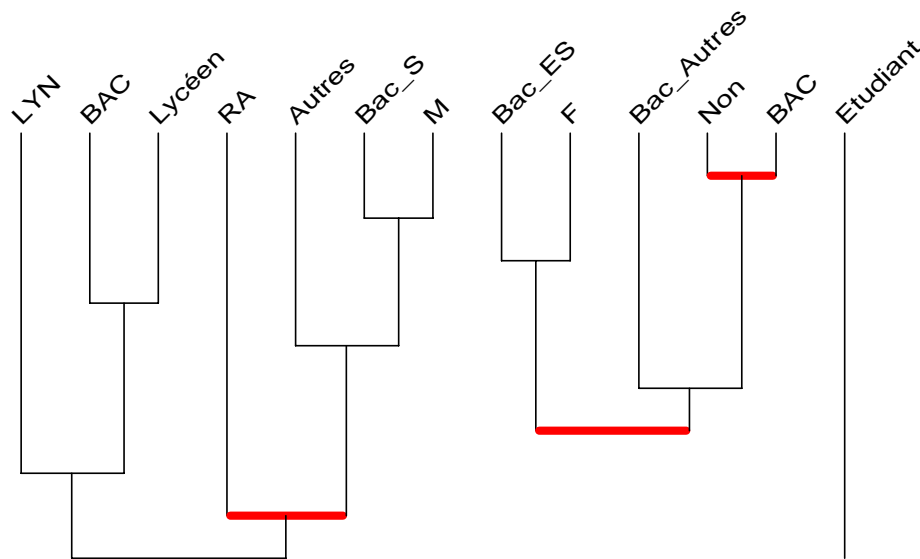 LYN
BAC
Lycéen
RA
Autres
Bac_S
M
Bac_ES
F
Bac_Autres
Non
BAC
Etudiant